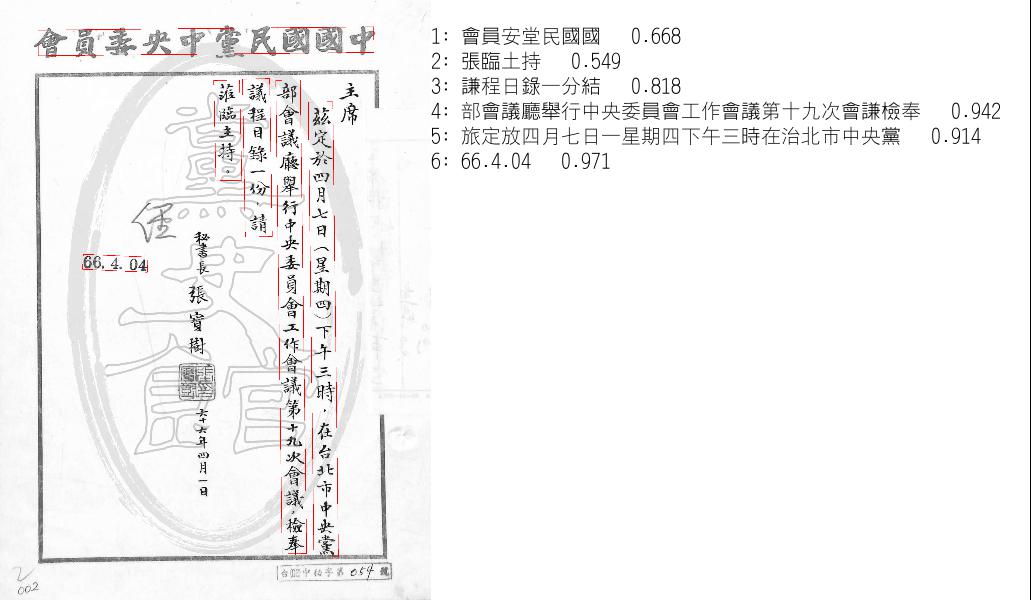 中國國民黨中央委員會
主席
茲定於四月七日(星期四)下午三時,在台北市中央黨
部會議廳舉行中央委員會工作會議第十九次會議,檢奉
議程日錄一份,請
蒞臨主持。
秘書長 張寶樹
六十六年四月一日
66.4.04
台(66)中秘字第054號
002
1: 會員安堂民國國 0.668
2: 張臨土持 0.549
3: 謙程日錄一分結 0.818
4: 部會議廳舉行中央委員會工作會議第十九次會謙檢奉 0.942
5: 旅定放四月七日一星期四下午三時在治北市中央黨 0.914
6: 66.4.04 0.971